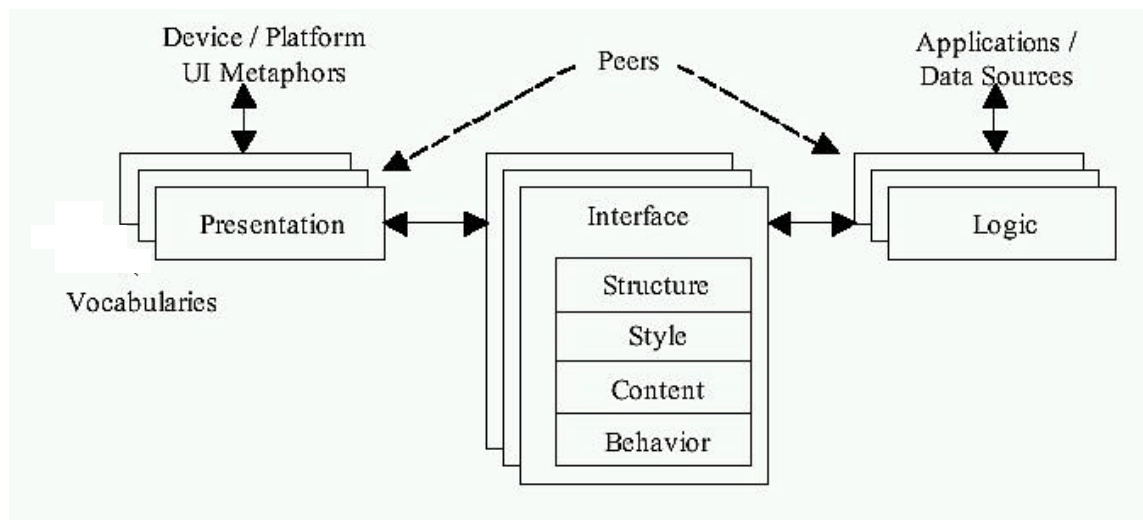 Device / Platform
UI Metaphors
Peers
Applications /
Data Sources
Presentation
Interface
Logic
Structure
Style
Content
Behavior
Vocabularies